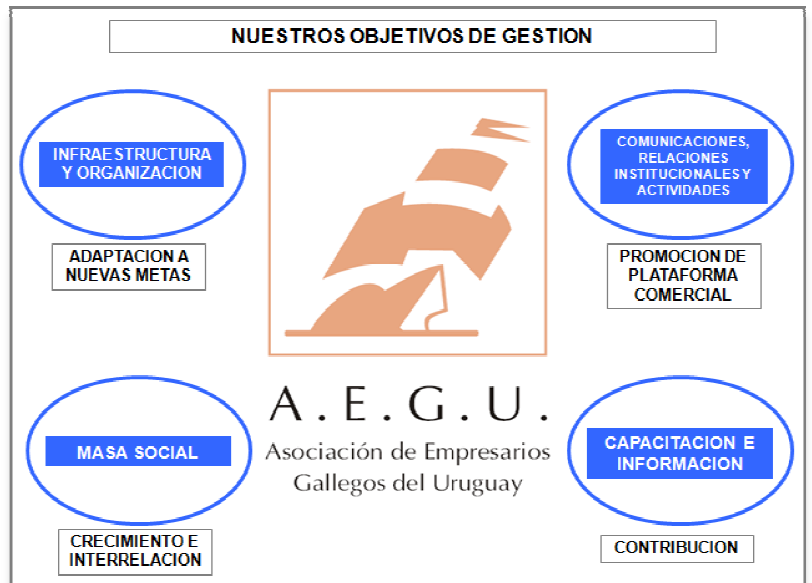 NUESTROS OBJETIVOS DE GESTION
INFRAESTRUCTURA
Y ORGANIZACION
ADAPTACION A
NUEVAS METAS
COMUNICACIONES,
RELACIONES
INSTITUCIONALES Y
ACTIVIDADES
PROMOCION DE
PLATAFORMA
COMERCIAL
A.E.G.U.
Asociación de Empresarios
Gallegos del Uruguay
MASA SOCIAL
CRECIMIENTO E
INTERRELACION
CAPACITACION E
INFORMACION
CONTRIBUCION